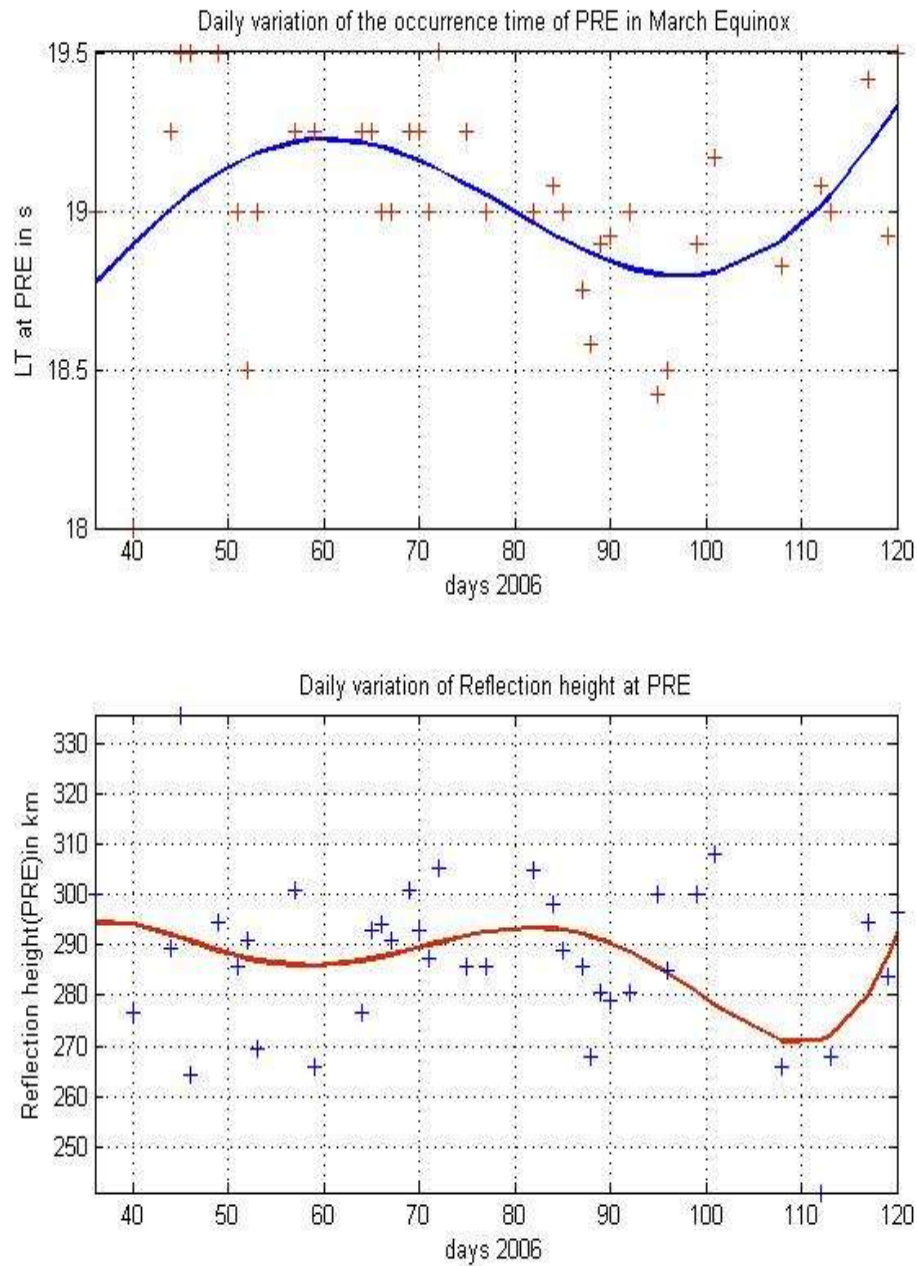 Daily variation of the occurrence time of PRE in March Equinox
19.5
19
18.5
18
LT at PRE in s
40 50 60 70 80 90 100 110 120
days 2006
Daily variation of Reflection height at PRE
330
320
310
300
290
280
270
260
250
Reflection height(PRE)in km
40 50 60 70 80 90 100 110 120
days 2006